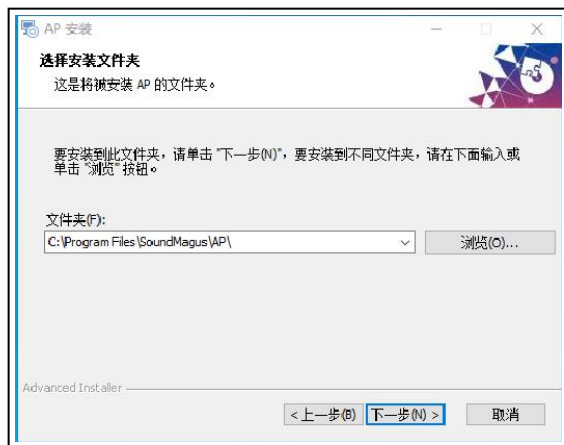 AP 安装
选择安装文件夹
这是将被安装 AP 的文件夹。
要安装到此文件夹，请单击 "下一步(N)"，要安装到不同文件夹，请在下面输入或
单击 "浏览" 按钮。
文件夹(F):
C:\Program Files\SoundMagus\AP\
浏览(O)...
Advanced Installer
< 上一步(B) 下一步(N) > 取消